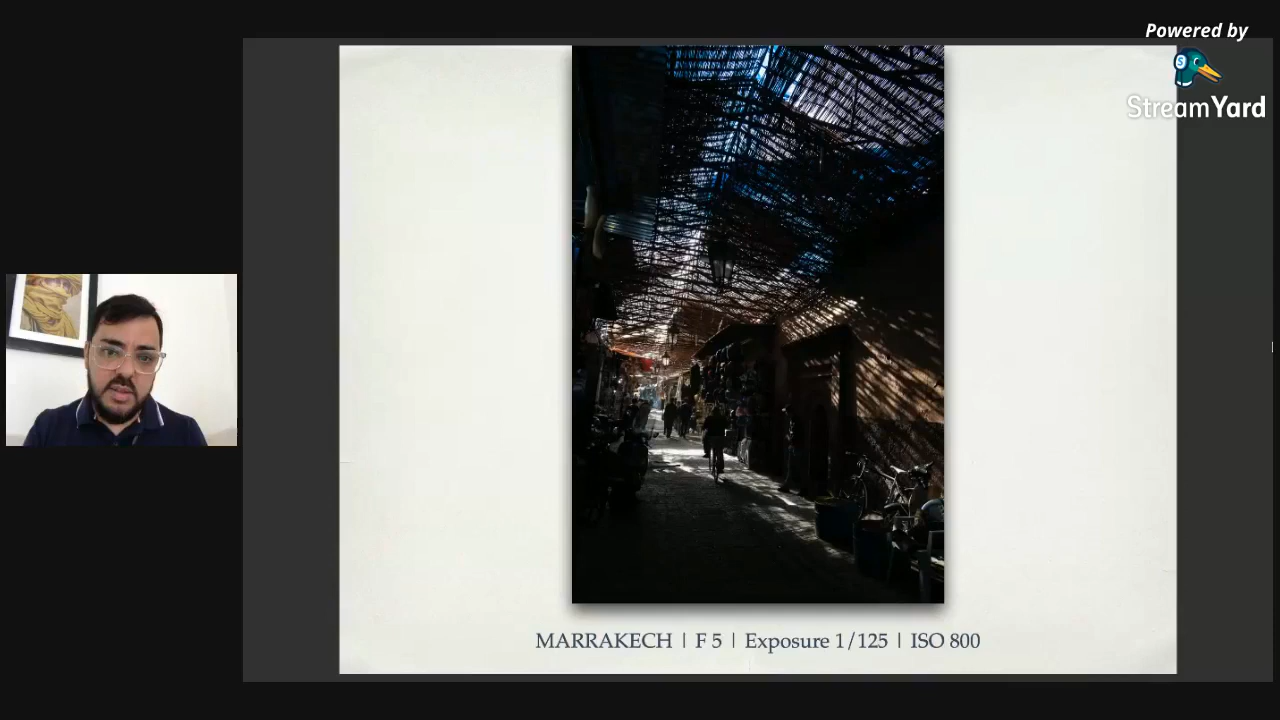 Powered by
S
StreamYard
MARRAKECH | F 5 | Exposure 1/125 | ISO 800